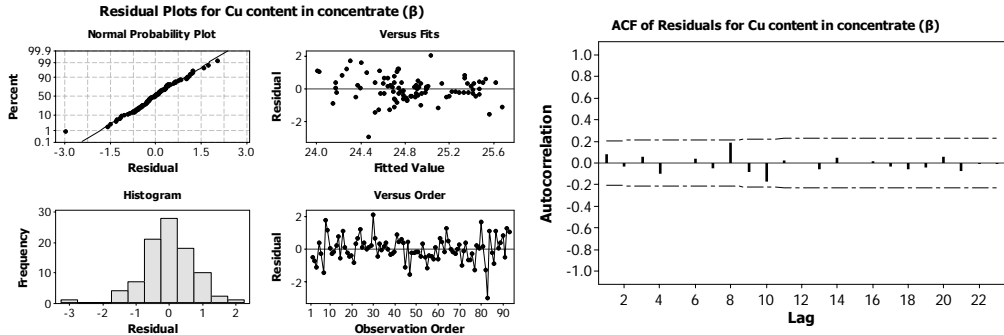 Residual Plots for Cu content in concentrate (β)
Normal Probability Plot
99.9
99
90
50
10
1
0.1
Percent
-3.0 -1.5 0.0 1.5 3.0
Residual
Versus Fits
2
0
-2
Residual
24.0 24.4 24.8 25.2 25.6
Fitted Value
Histogram
30
20
10
0
Frequency
-3 -2 -1 0 1 2
Residual
Versus Order
2
0
-2
Residual
1 10 20 30 40 50 60 70 80 90
Observation Order
ACF of Residuals for Cu content in concentrate (β)
1.0
0.8
0.6
0.4
0.2
0.0
-0.2
-0.4
-0.6
-0.8
-1.0
Autocorrelation
2 4 6 8 10 12 14 16 18 20 22
Lag